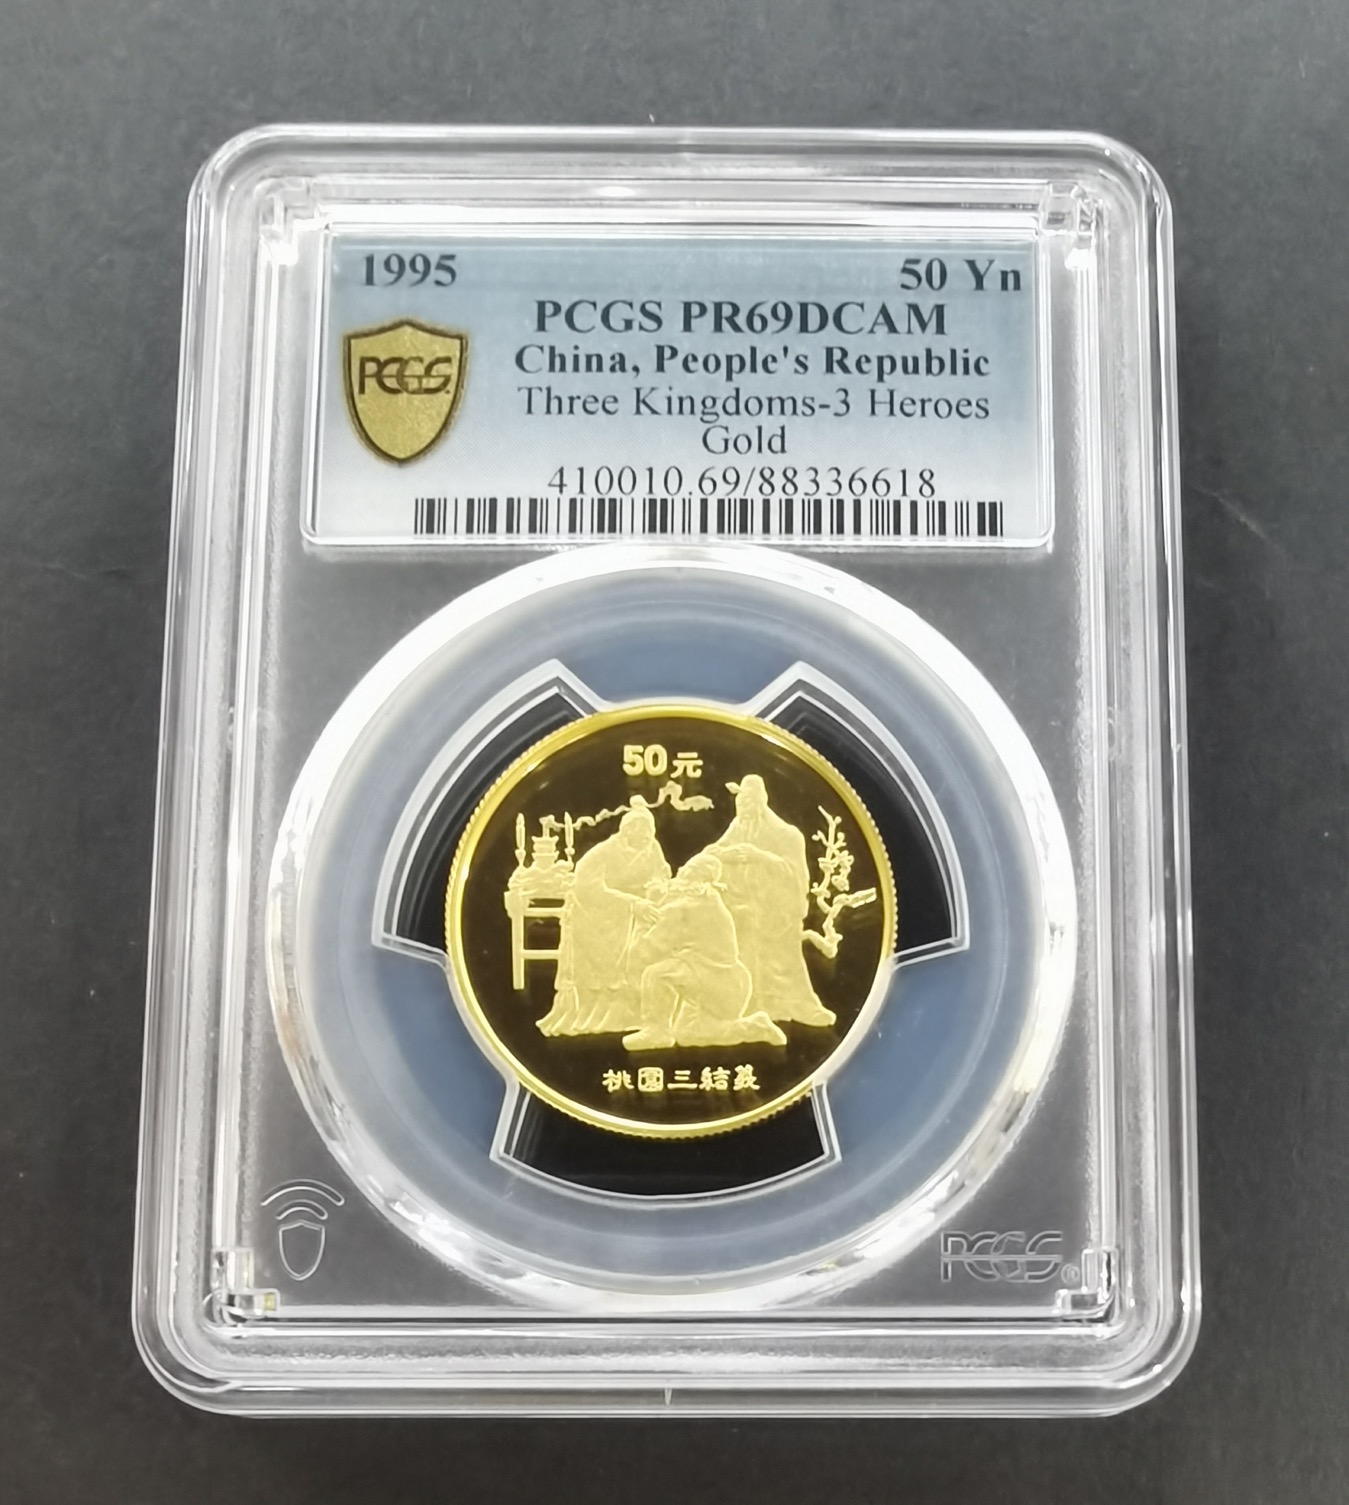 1995 50 Yn
PCGS PR69DCAM
PCGS China, People's Republic
Three Kingdoms-3 Heroes
Gold
410010.69/88336618
50元
桃園三結義
PCGS®